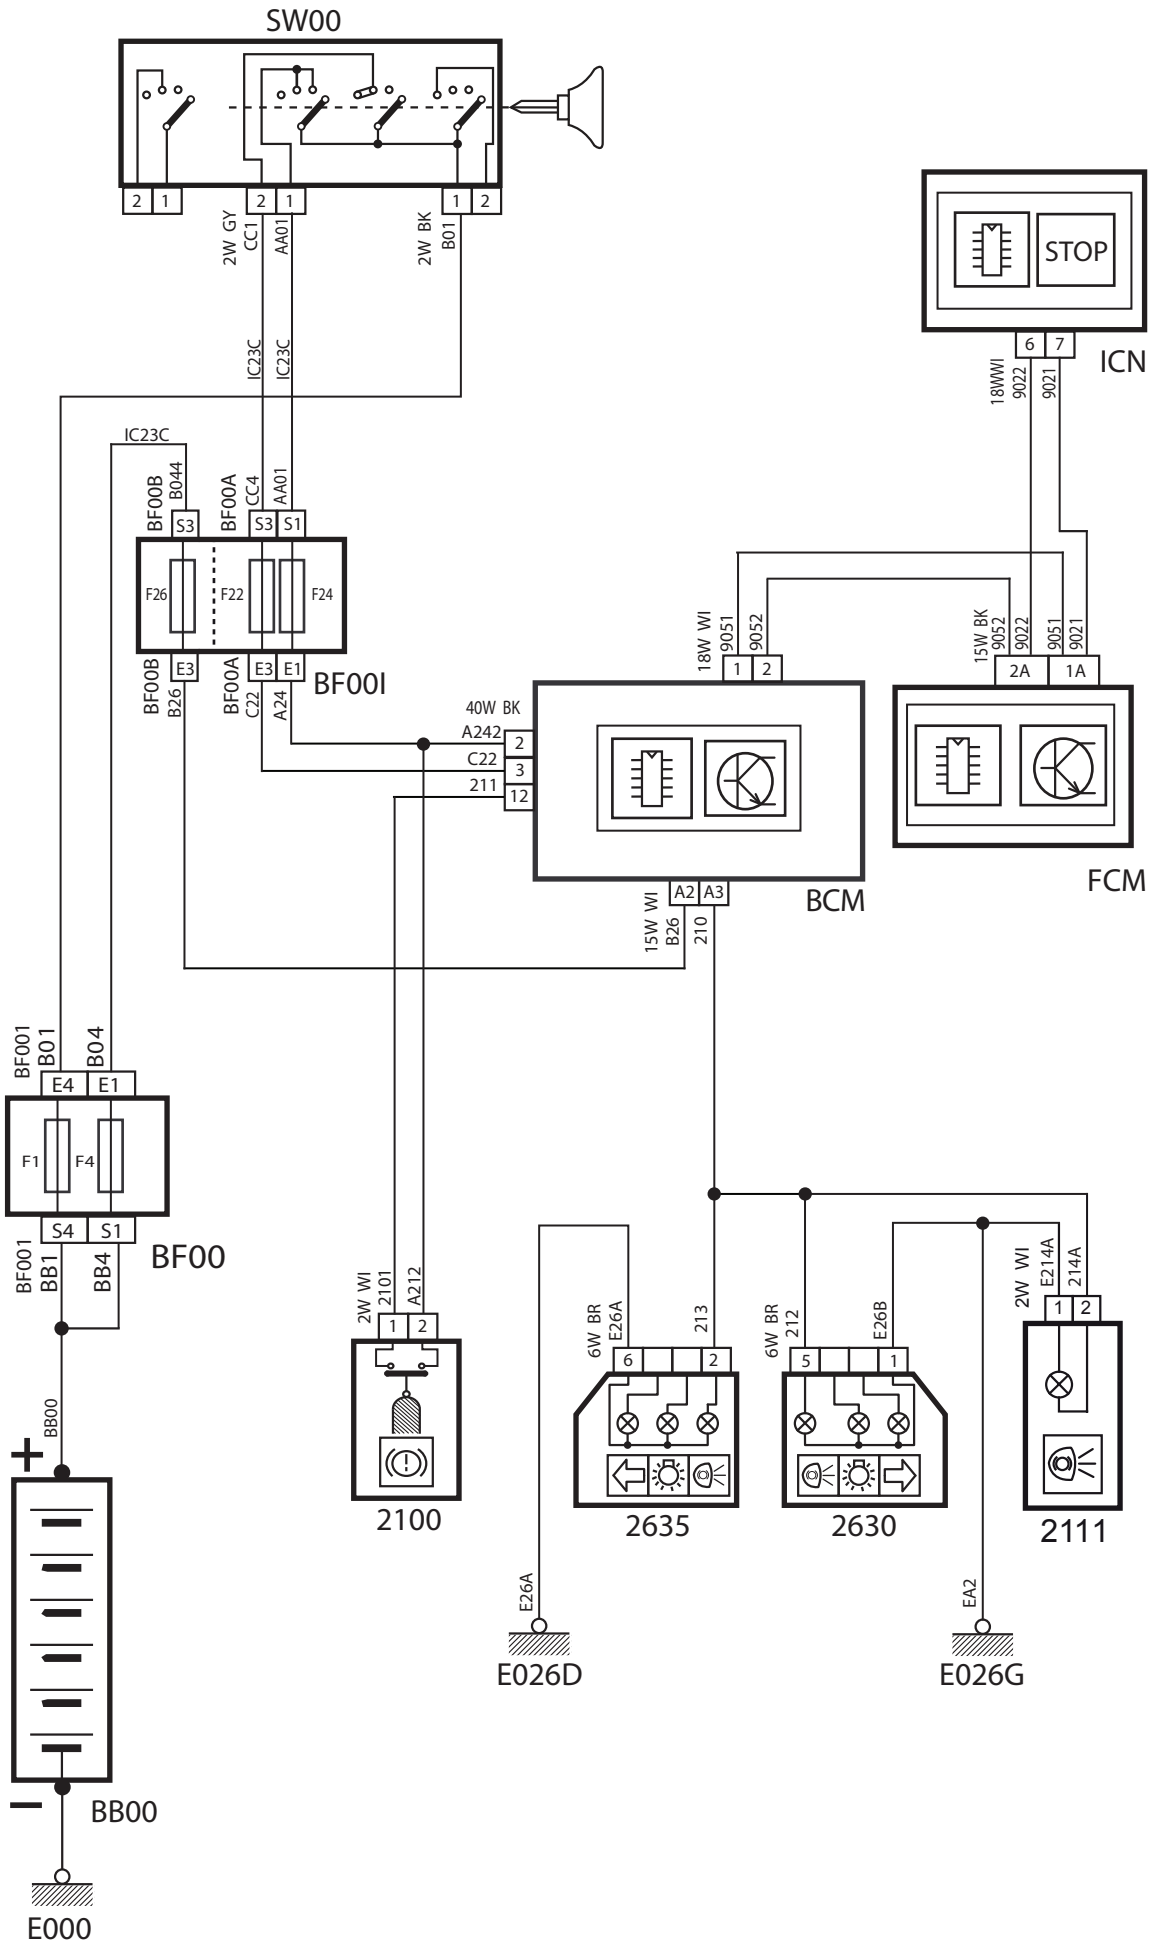 SW00
2 1
2 1
1 2
2W GY
CC1
AA01
2W BK
B01
STOP
6 7
ICN
18WWI
9022
9021
IC23C
IC23C
IC23C
BF00B
B044
BF00A
CC4
AA01
S3
S3 S1
F26
F22
F24
E3
E3 E1
BF00I
BF00B
B26
BF00A
C22
A24
18W WI
9051
9052
1 2
15W BK
9052
9022
9051
9021
2A 1A
40W BK
A242
2
C22
3
211
12
FCM
A2 A3
BCM
15W WI
B26
210
BF001
B01
B04
E4 E1
F1
F4
S4 S1
BF00
BF001
BB1
BB4
2W WI
2101
A212
1 2
2100
6W BR
E26A
213
6 2
2635
6W BR
212
E26B
5 1
2630
2W WI
E214A
214A
1 2
2111
BB00
+
−
BB00
E000
E26A
E026D
EA2
E026G